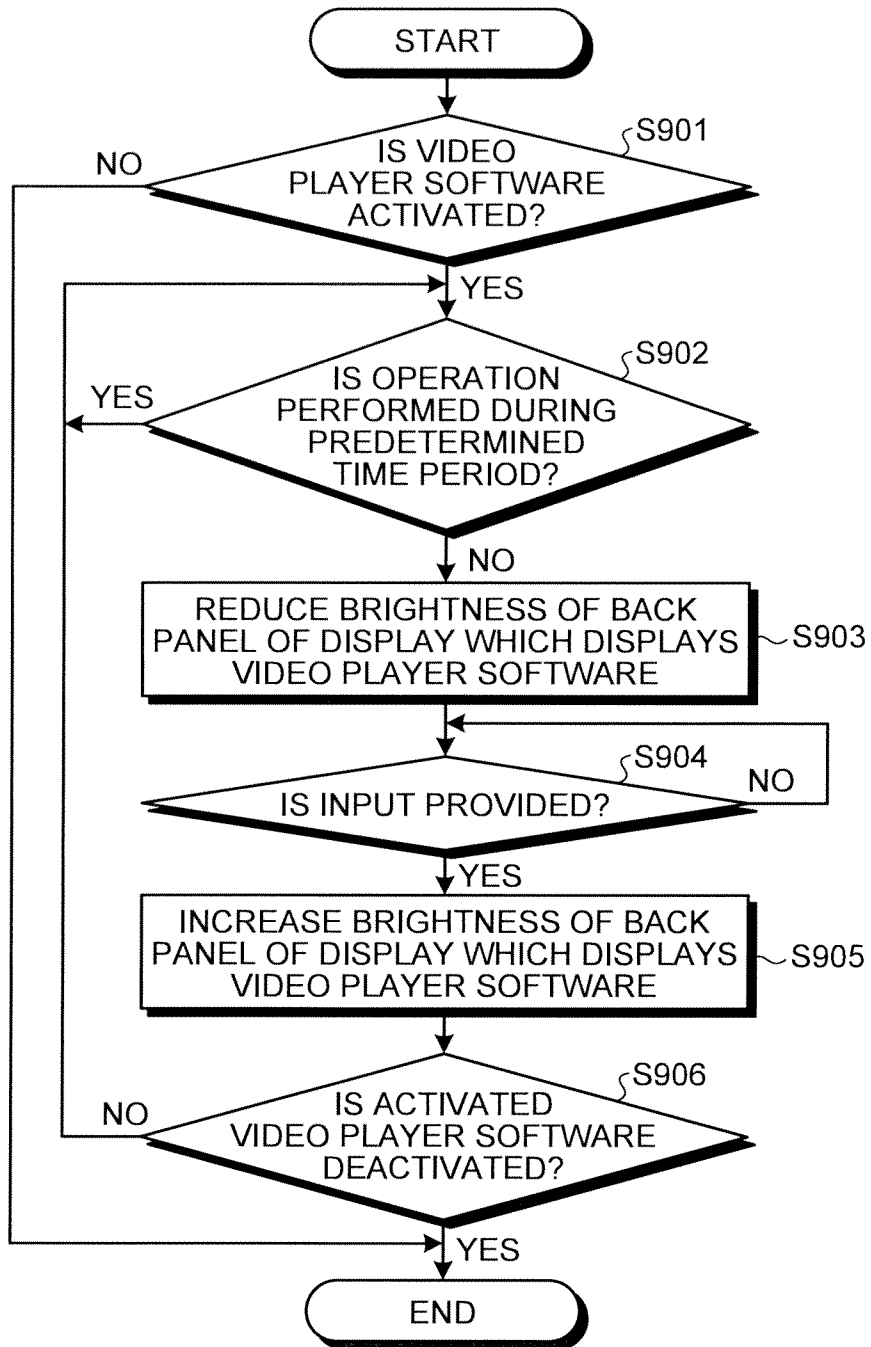 START
S901
NO
IS VIDEO
PLAYER SOFTWARE
ACTIVATED?
YES
S902
YES
IS OPERATION
PERFORMED DURING
PREDETERMINED
TIME PERIOD?
NO
REDUCE BRIGHTNESS OF BACK
PANEL OF DISPLAY WHICH DISPLAYS
VIDEO PLAYER SOFTWARE
S903
S904
NO
IS INPUT PROVIDED?
YES
INCREASE BRIGHTNESS OF BACK
PANEL OF DISPLAY WHICH DISPLAYS
VIDEO PLAYER SOFTWARE
S905
S906
NO
IS ACTIVATED
VIDEO PLAYER SOFTWARE
DEACTIVATED?
YES
END